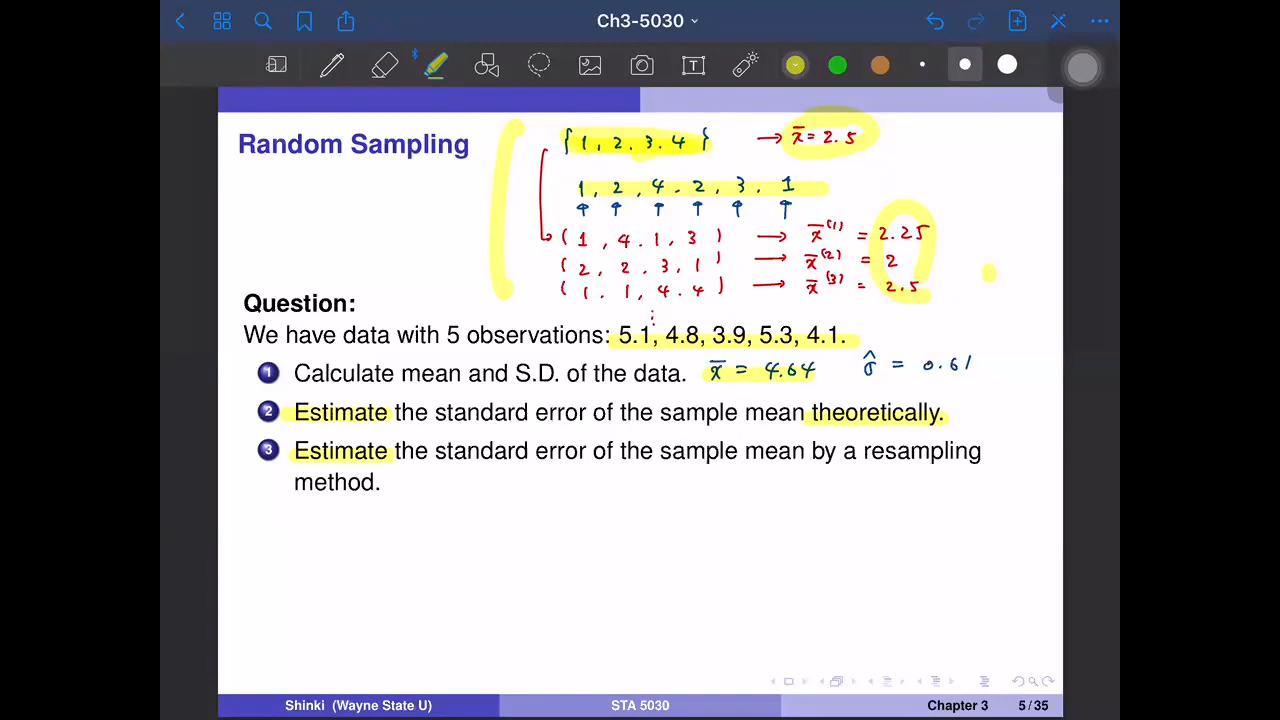 Ch3-5030
T
Random Sampling
{1, 2, 3. 4} → x̄ = 2.5
1, 2, 4. 2, 3. 1
↑ ↑ ↑ ↑ ↑ ↑
(1, 4. 1, 3) → x̄⁽¹⁾ = 2.25
(2, 2. 3, 1) → x̄⁽²⁾ = 2
(1. 1, 4. 4) → x̄⁽³⁾ = 2.5
⋮
Question:
We have data with 5 observations: 5.1, 4.8, 3.9, 5.3, 4.1.
1 Calculate mean and S.D. of the data. x̄ = 4.64 σ̂ = 0.61
2 Estimate the standard error of the sample mean theoretically.
3 Estimate the standard error of the sample mean by a resampling
method.
Shinki (Wayne State U) STA 5030 Chapter 3 5 / 35